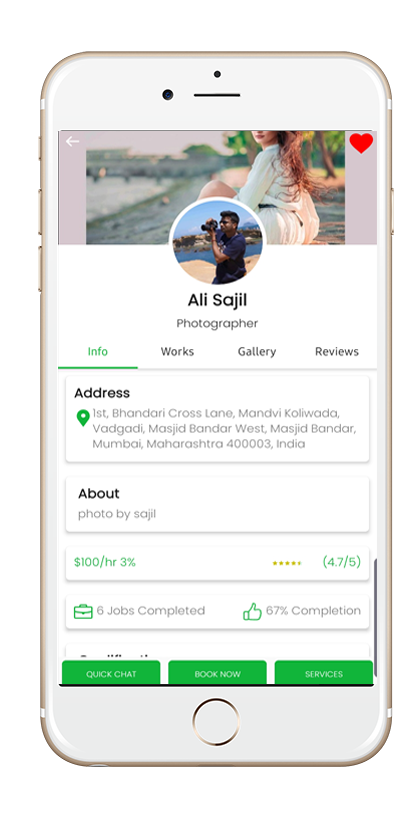 Ali Sajil
Photographer
Info Works Gallery Reviews
Address
1st, Bhandari Cross Lane, Mandvi Koliwada,
Vadgadi, Masjid Bandar West, Masjid Bandar,
Mumbai, Maharashtra 400003, India
About
photo by sajil
$100/hr 3% (4.7/5)
6 Jobs Completed 67% Completion
QUICK CHAT BOOK NOW SERVICES